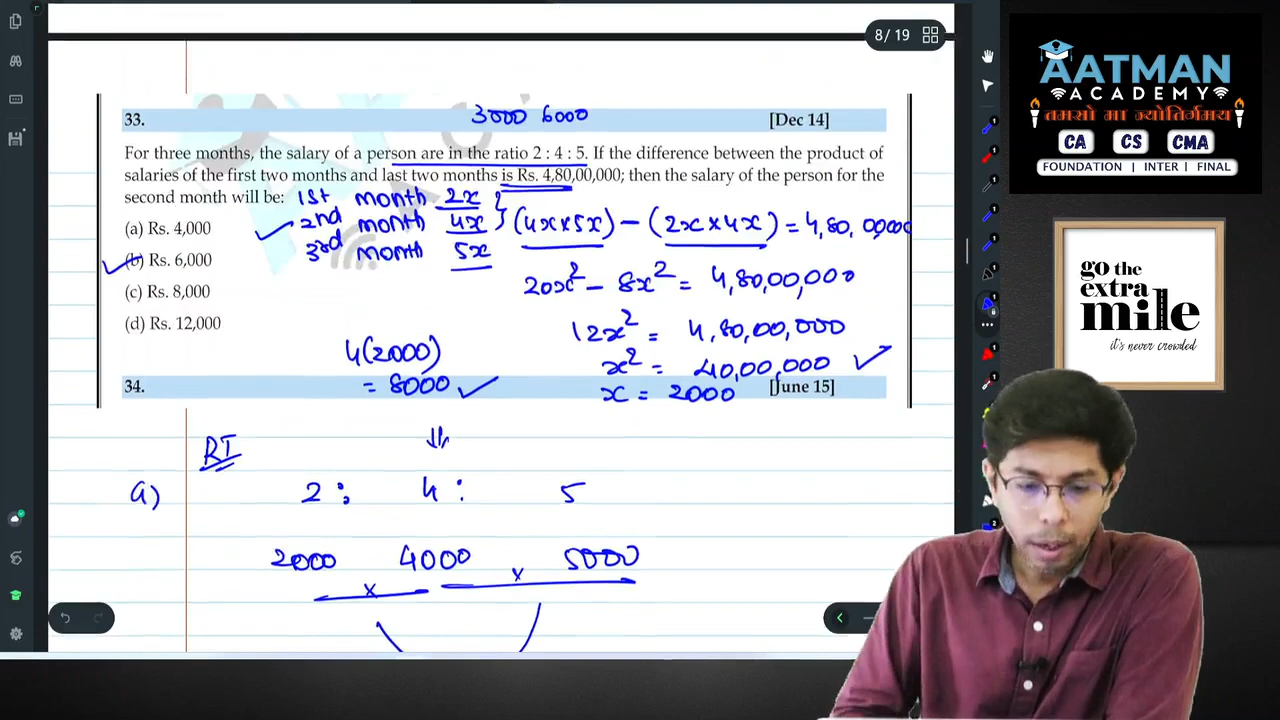 8 / 19
33.
3000 6000
[Dec 14]
For three months, the salary of a person are in the ratio 2 : 4 : 5. If the difference between the product of
salaries of the first two months and last two months is Rs. 4,80,00,000; then the salary of the person for the
second month will be:
1st month 2x
(a) Rs. 4,000
2nd month 4x
(4x×5x) - (2x×4x) = 4,80,00,000
3rd month 5x
(b) Rs. 6,000
20x² - 8x² = 4,80,00,000
(c) Rs. 8,000
(d) Rs. 12,000
12x² = 4,80,00,000
4(2000)
x² = 40,00,000
= 8000
34.
x = 2000
[June 15]
RT
a)
2 : 4 : 5
2000 4000 5000
×
×
AATMAN
ACADEMY
तमसो मा ज्योतिर्गमय
CA CS CMA
FOUNDATION | INTER | FINAL
go the
extra
mile
it's never crowded